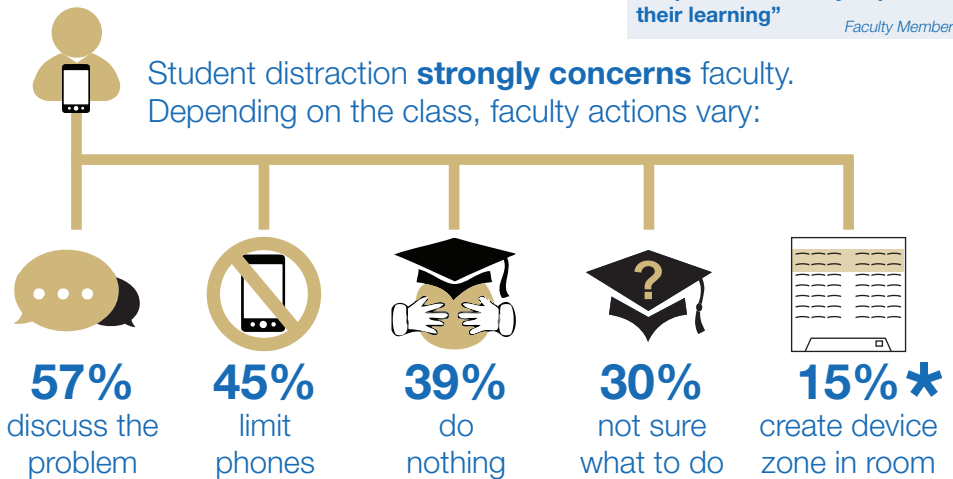 their learning”
Faculty Member
Student distraction strongly concerns faculty.
Depending on the class, faculty actions vary:
?
57%
discuss the
problem
45%
limit
phones
39%
do
nothing
30%
not sure
what to do
15%*
create device
zone in room